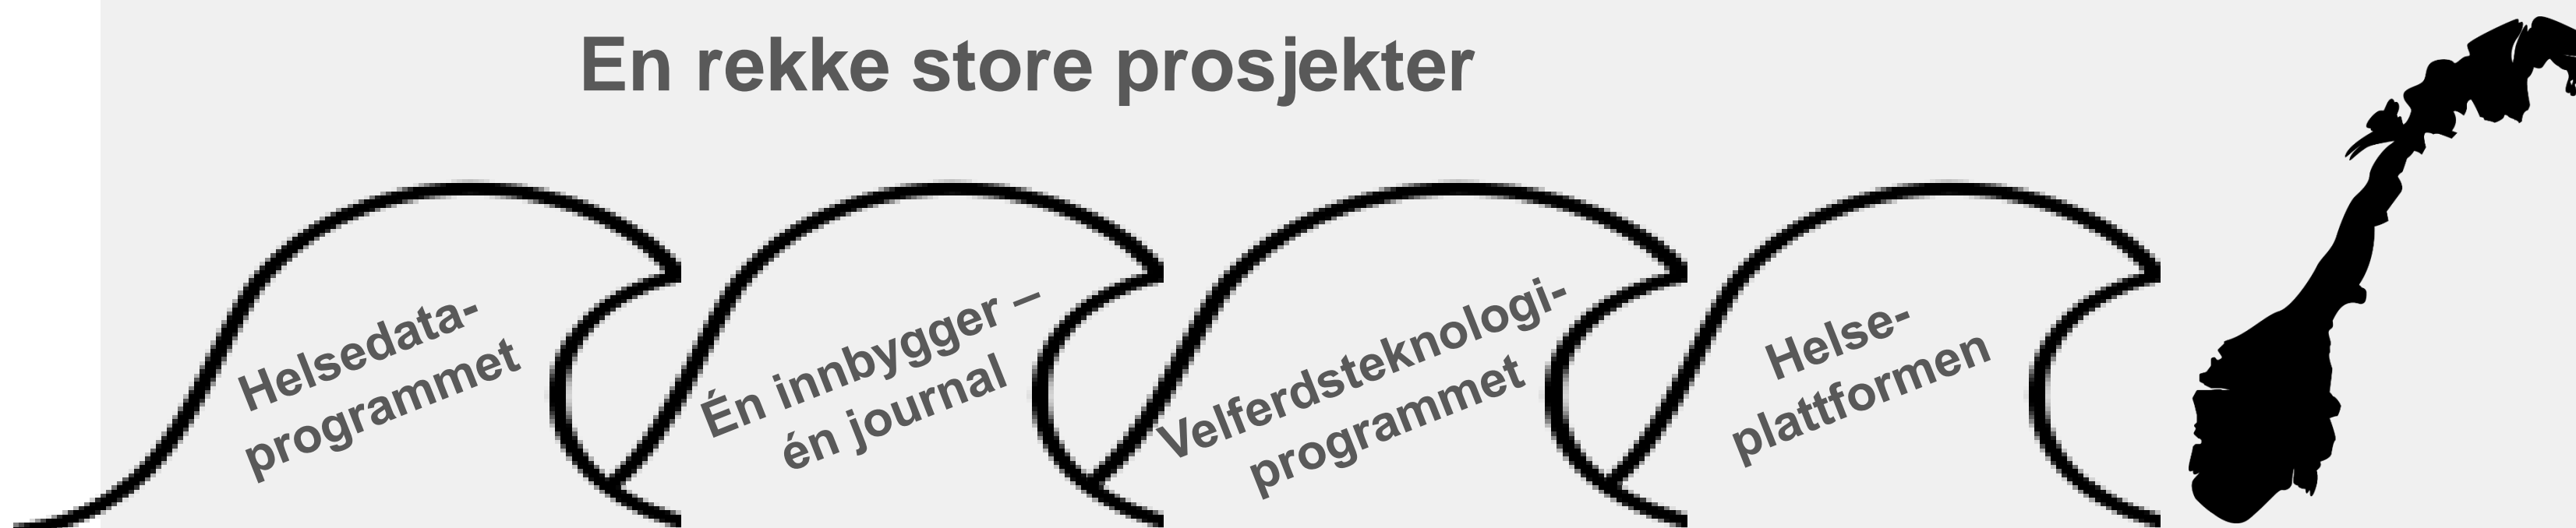 En rekke store prosjekter
Helsedata-
programmet
Én innbygger –
én journal
Velferdsteknologi-
programmet
Helse-
plattformen